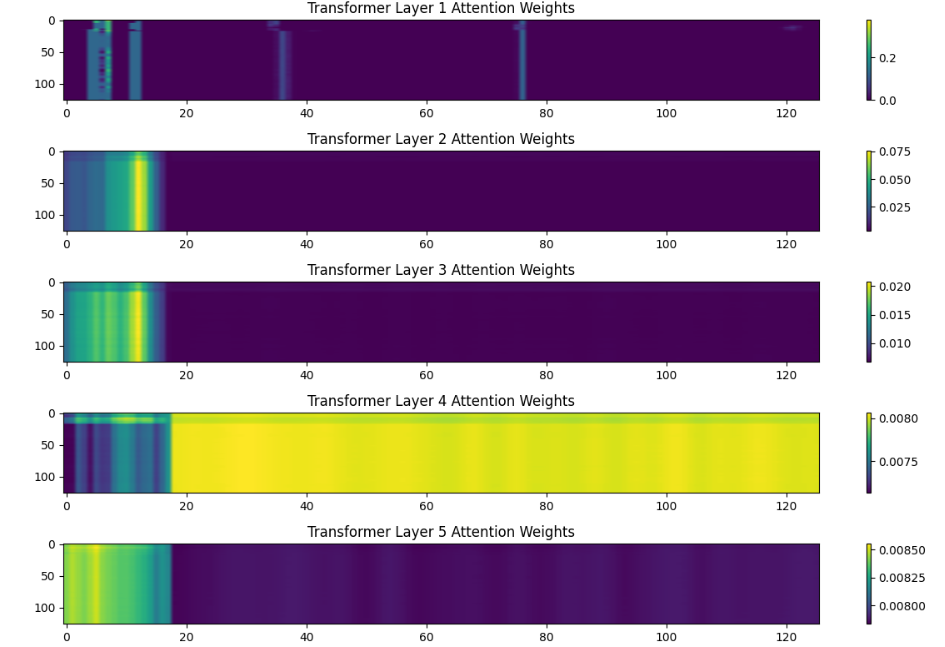 Transformer Layer 1 Attention Weights
0
50
100
0 20 40 60 80 100 120
0.2
0.0
Transformer Layer 2 Attention Weights
0
50
100
0 20 40 60 80 100 120
0.075
0.050
0.025
Transformer Layer 3 Attention Weights
0
50
100
0 20 40 60 80 100 120
0.020
0.015
0.010
Transformer Layer 4 Attention Weights
0
50
100
0 20 40 60 80 100 120
0.0080
0.0075
Transformer Layer 5 Attention Weights
0
50
100
0 20 40 60 80 100 120
0.00850
0.00825
0.00800